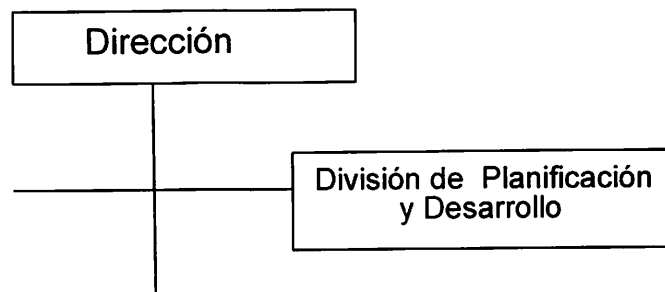 Dirección
División de Planificación
y Desarrollo